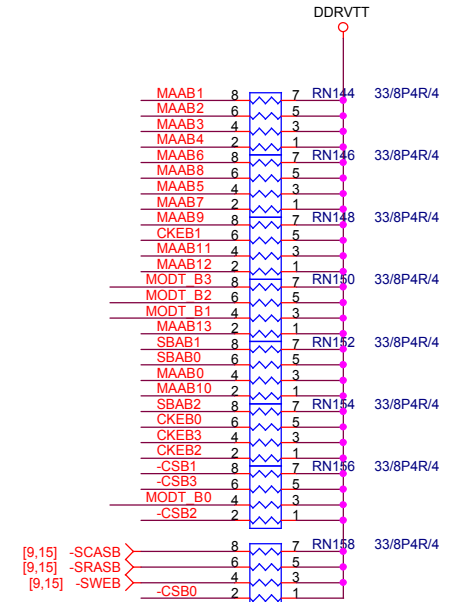 DDRVTT
MAAB1 8 7 RN144 33/8P4R/4
MAAB2 6 5
MAAB3 4 3
MAAB4 2 1
MAAB6 8 7 RN146 33/8P4R/4
MAAB8 6 5
MAAB5 4 3
MAAB7 2 1
MAAB9 8 7 RN148 33/8P4R/4
CKEB1 6 5
MAAB11 4 3
MAAB12 2 1
MODT_B3 8 7 RN150 33/8P4R/4
MODT_B2 6 5
MODT_B1 4 3
MAAB13 2 1
SBAB1 8 7 RN152 33/8P4R/4
SBAB0 6 5
MAAB0 4 3
MAAB10 2 1
SBAB2 8 7 RN154 33/8P4R/4
CKEB0 6 5
CKEB3 4 3
CKEB2 2 1
-CSB1 8 7 RN156 33/8P4R/4
-CSB3 6 5
MODT_B0 4 3
-CSB2 2 1
[9,15] -SCASB 8 7 RN158 33/8P4R/4
[9,15] -SRASB 6 5
[9,15] -SWEB 4 3
-CSB0 2 1